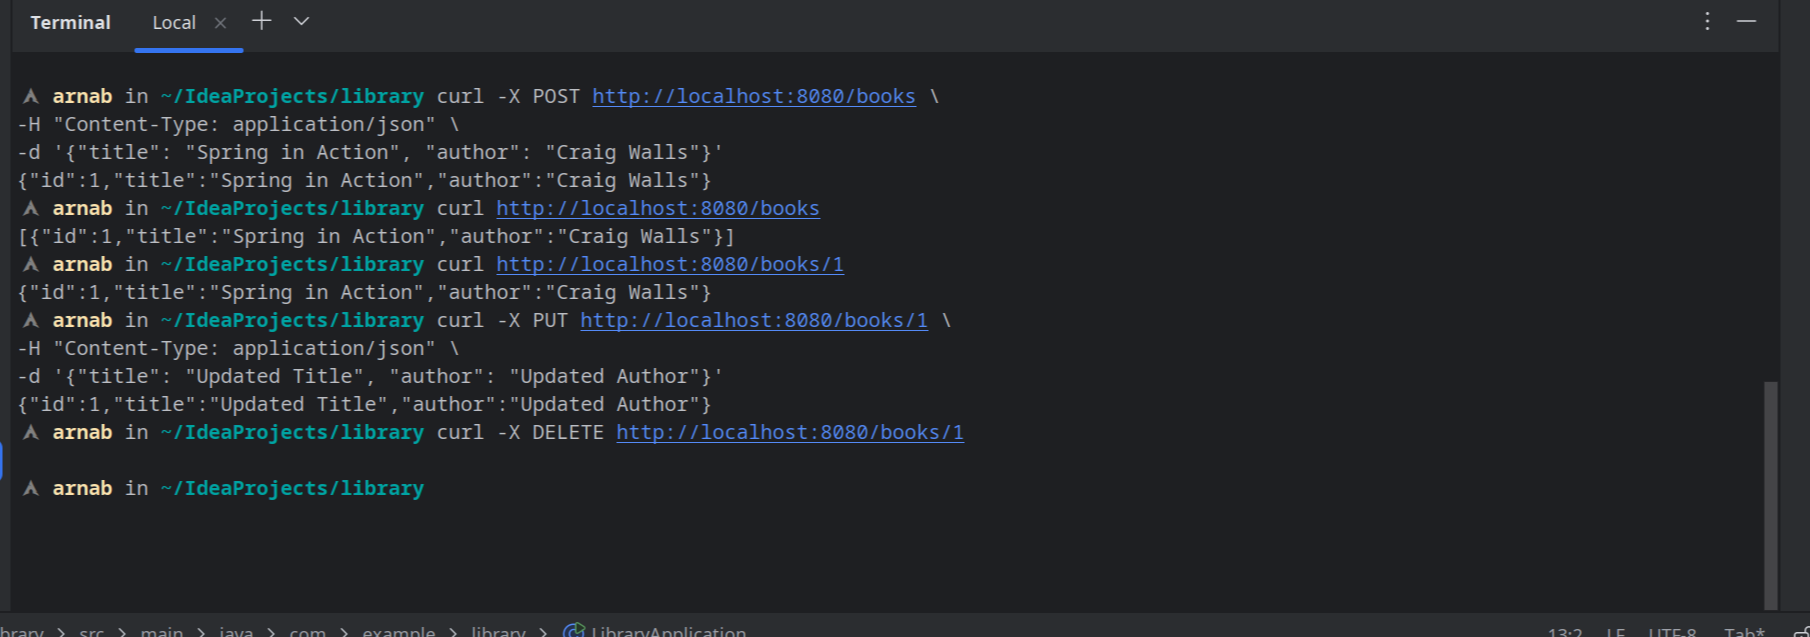 Terminal Local
arnab in ~/IdeaProjects/library curl -X POST http://localhost:8080/books \
-H "Content-Type: application/json" \
-d '{"title": "Spring in Action", "author": "Craig Walls"}'
{"id":1,"title":"Spring in Action","author":"Craig Walls"}
arnab in ~/IdeaProjects/library curl http://localhost:8080/books
[{"id":1,"title":"Spring in Action","author":"Craig Walls"}]
arnab in ~/IdeaProjects/library curl http://localhost:8080/books/1
{"id":1,"title":"Spring in Action","author":"Craig Walls"}
arnab in ~/IdeaProjects/library curl -X PUT http://localhost:8080/books/1 \
-H "Content-Type: application/json" \
-d '{"title": "Updated Title", "author": "Updated Author"}'
{"id":1,"title":"Updated Title","author":"Updated Author"}
arnab in ~/IdeaProjects/library curl -X DELETE http://localhost:8080/books/1
arnab in ~/IdeaProjects/library
brary > src > main > java > com > example > library > LibraryApplication 13:2 LF UTF-8 Tab*